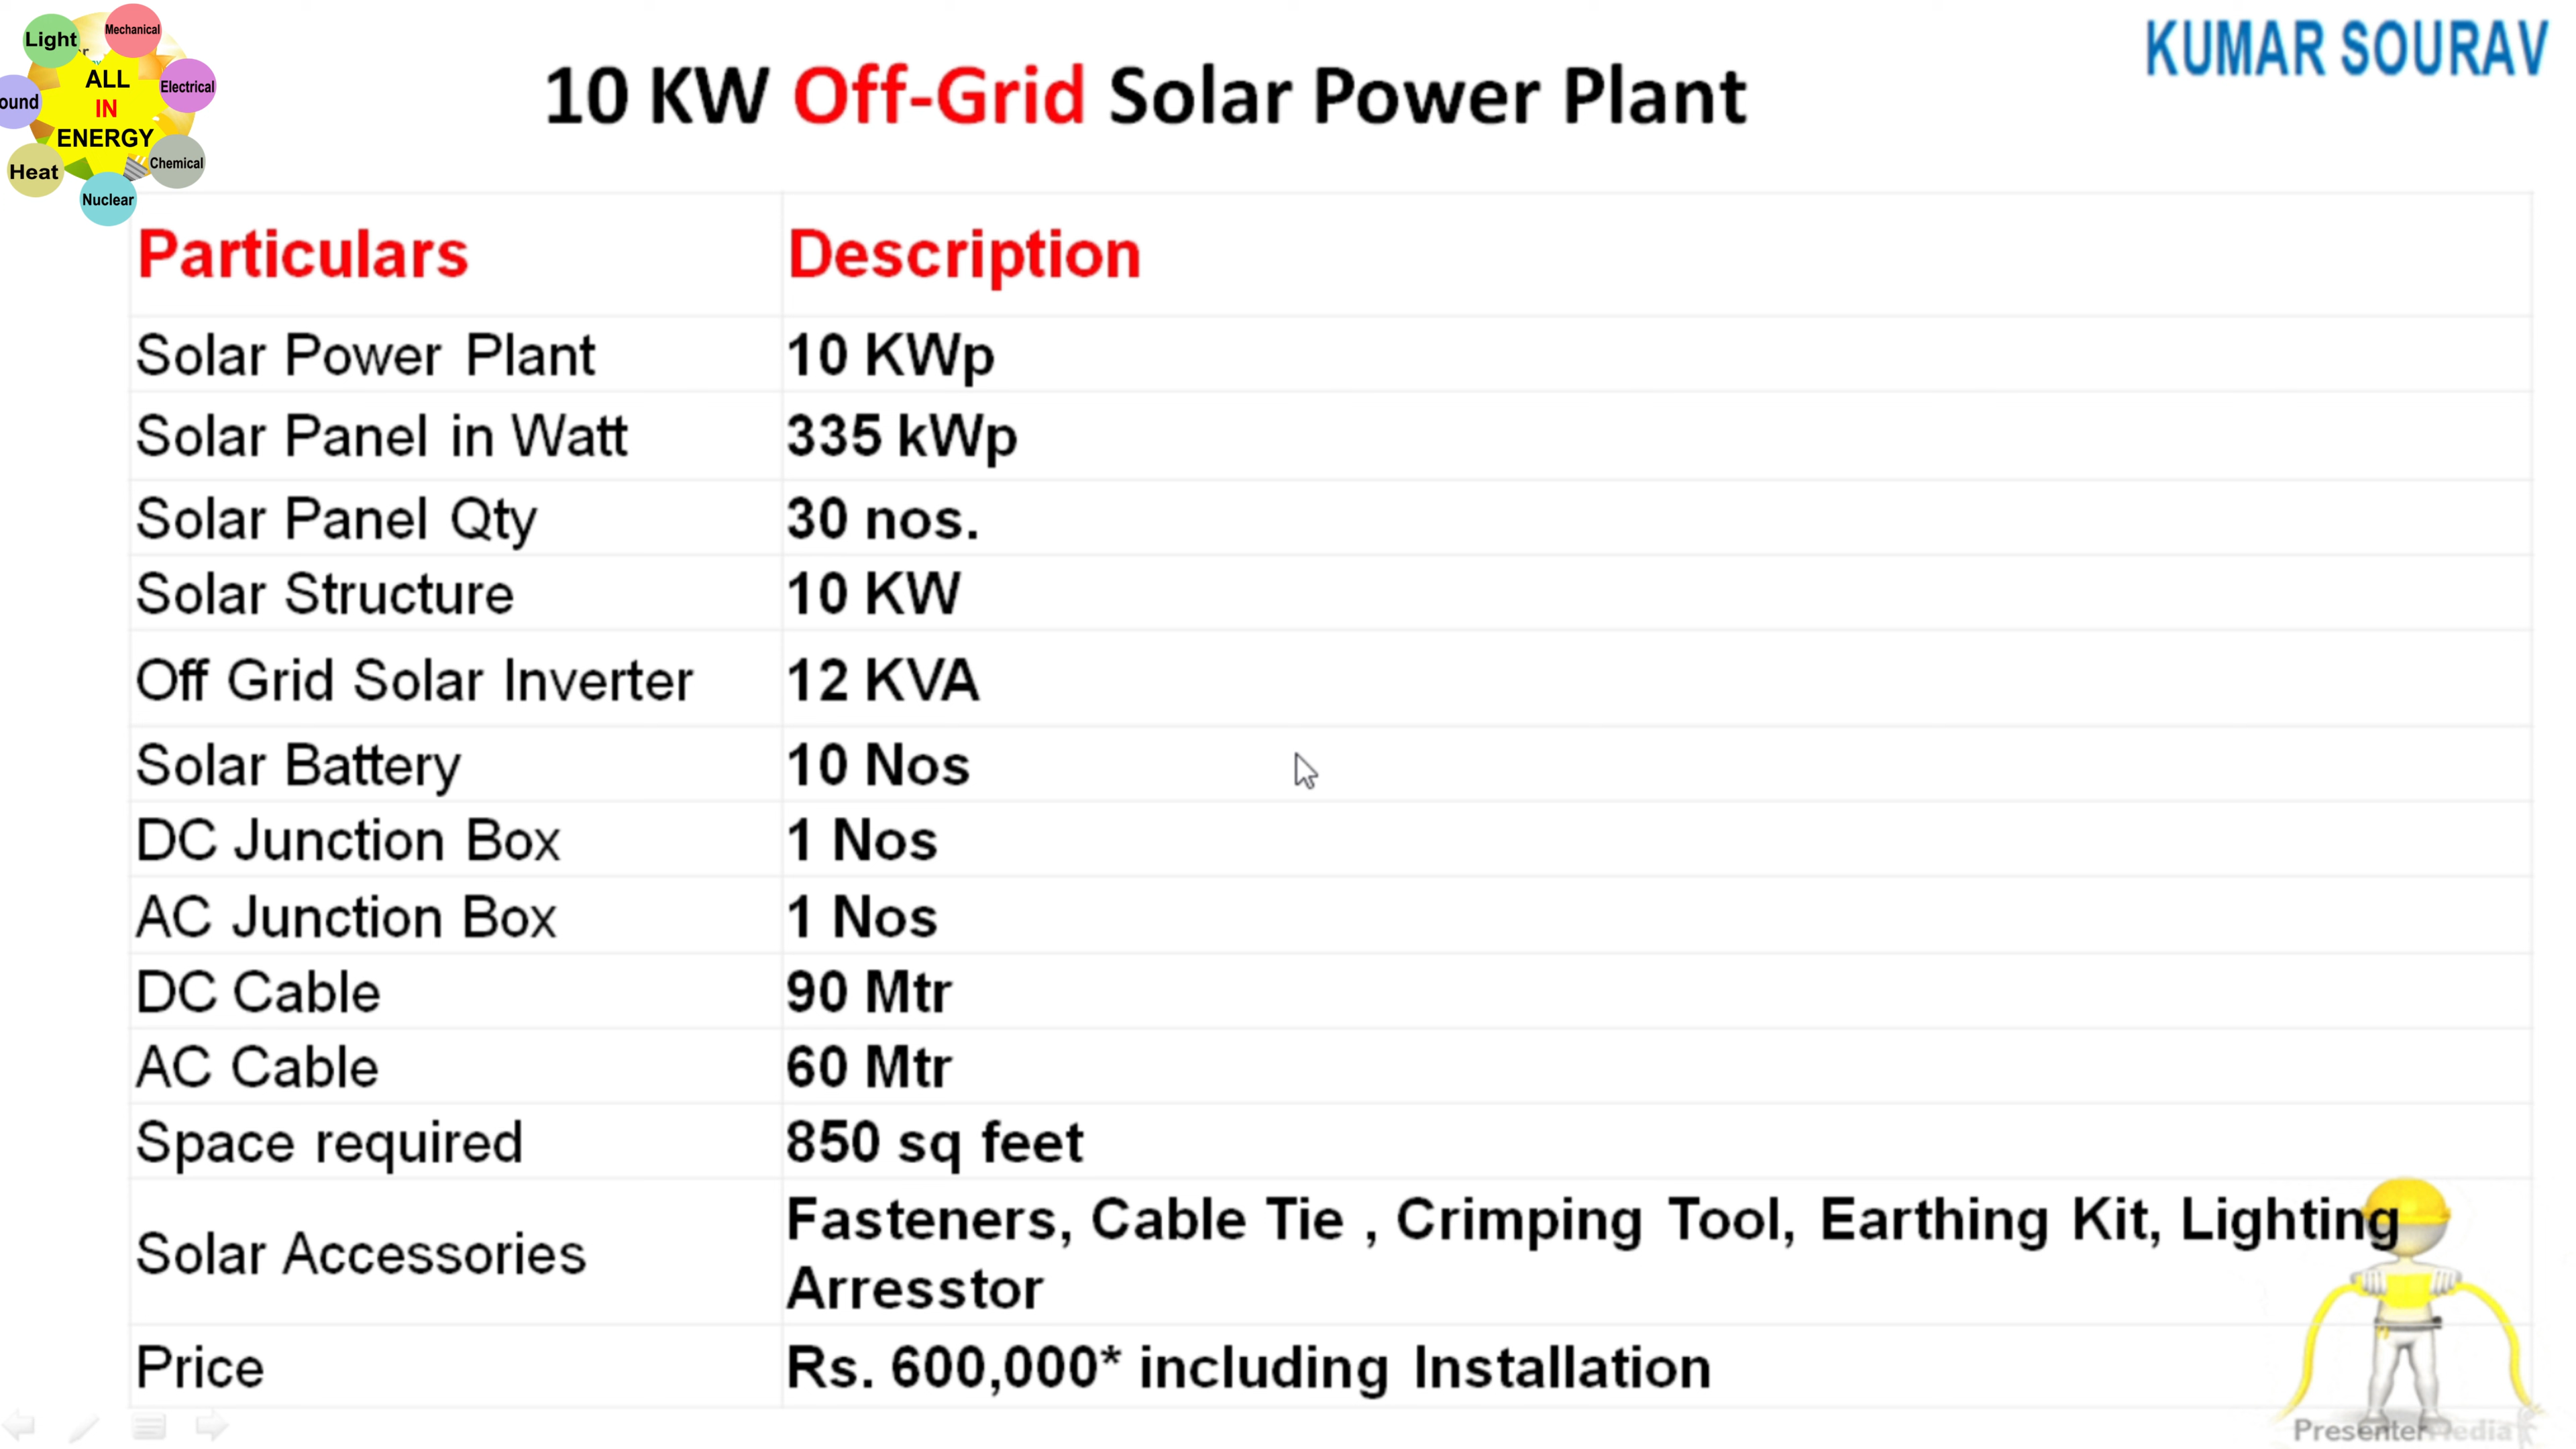 Light
Mechanical
ALL
IN
ENERGY
Electrical
ound
Heat
Chemical
Nuclear
KUMAR SOURAV
10 KW Off-Grid Solar Power Plant
Particulars Description
Solar Power Plant 10 KWp
Solar Panel in Watt 335 kWp
Solar Panel Qty 30 nos.
Solar Structure 10 KW
Off Grid Solar Inverter 12 KVA
Solar Battery 10 Nos
DC Junction Box 1 Nos
AC Junction Box 1 Nos
DC Cable 90 Mtr
AC Cable 60 Mtr
Space required 850 sq feet
Solar Accessories Fasteners, Cable Tie , Crimping Tool, Earthing Kit, Lighting
Arresstor
Price Rs. 600,000* including Installation
PresenterMedia